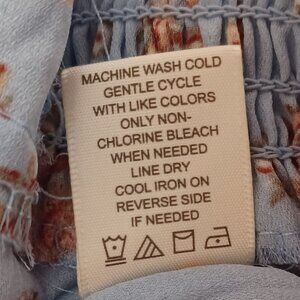 MACHINE WASH COLD
GENTLE CYCLE
WITH LIKE COLORS
ONLY NON-
CHLORINE BLEACH
WHEN NEEDED
LINE DRY
COOL IRON ON
REVERSE SIDE
IF NEEDED